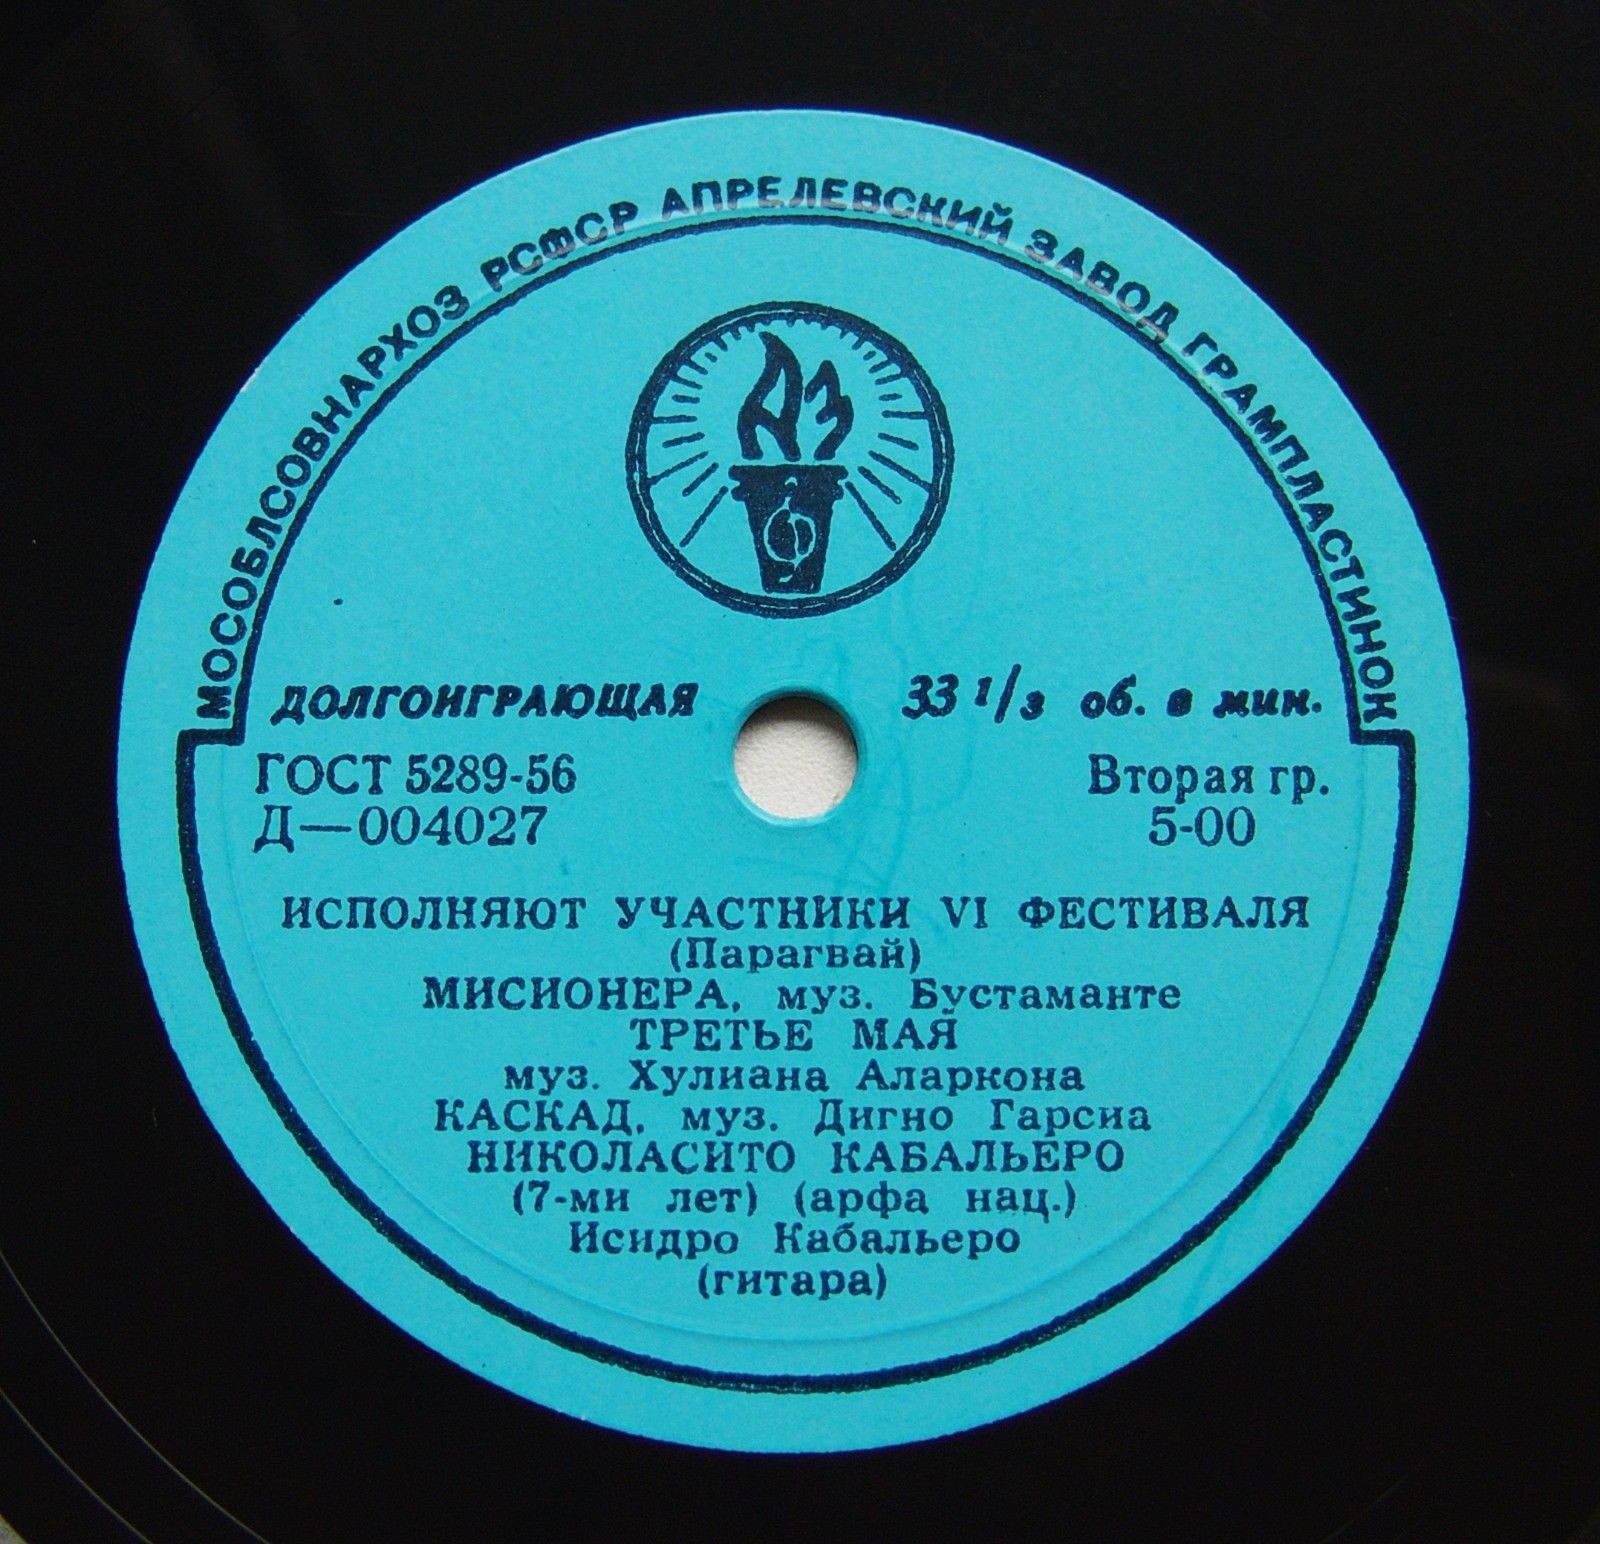 МОСОБЛСОВНАРХОЗ РСФСР АПРЕЛЕВСКИЙ ЗАВОД ГРАМПЛАСТИНОК
АЗ
ДОЛГОИГРАЮЩАЯ 33 1/3 об. в мин.
ГОСТ 5289-56 Вторая гр.
Д—004027 5-00
ИСПОЛНЯЮТ УЧАСТНИКИ VI ФЕСТИВАЛЯ
(Парагвай)
МИСИОНЕРА, муз. Бустаманте
ТРЕТЬЕ МАЯ
муз. Хулиана Аларкона
КАСКАД, муз. Дигно Гарсиа
НИКОЛАСИТО КАБАЛЬЕРО
(7-ми лет) (арфа нац.)
Исидро Кабальеро
(гитара)